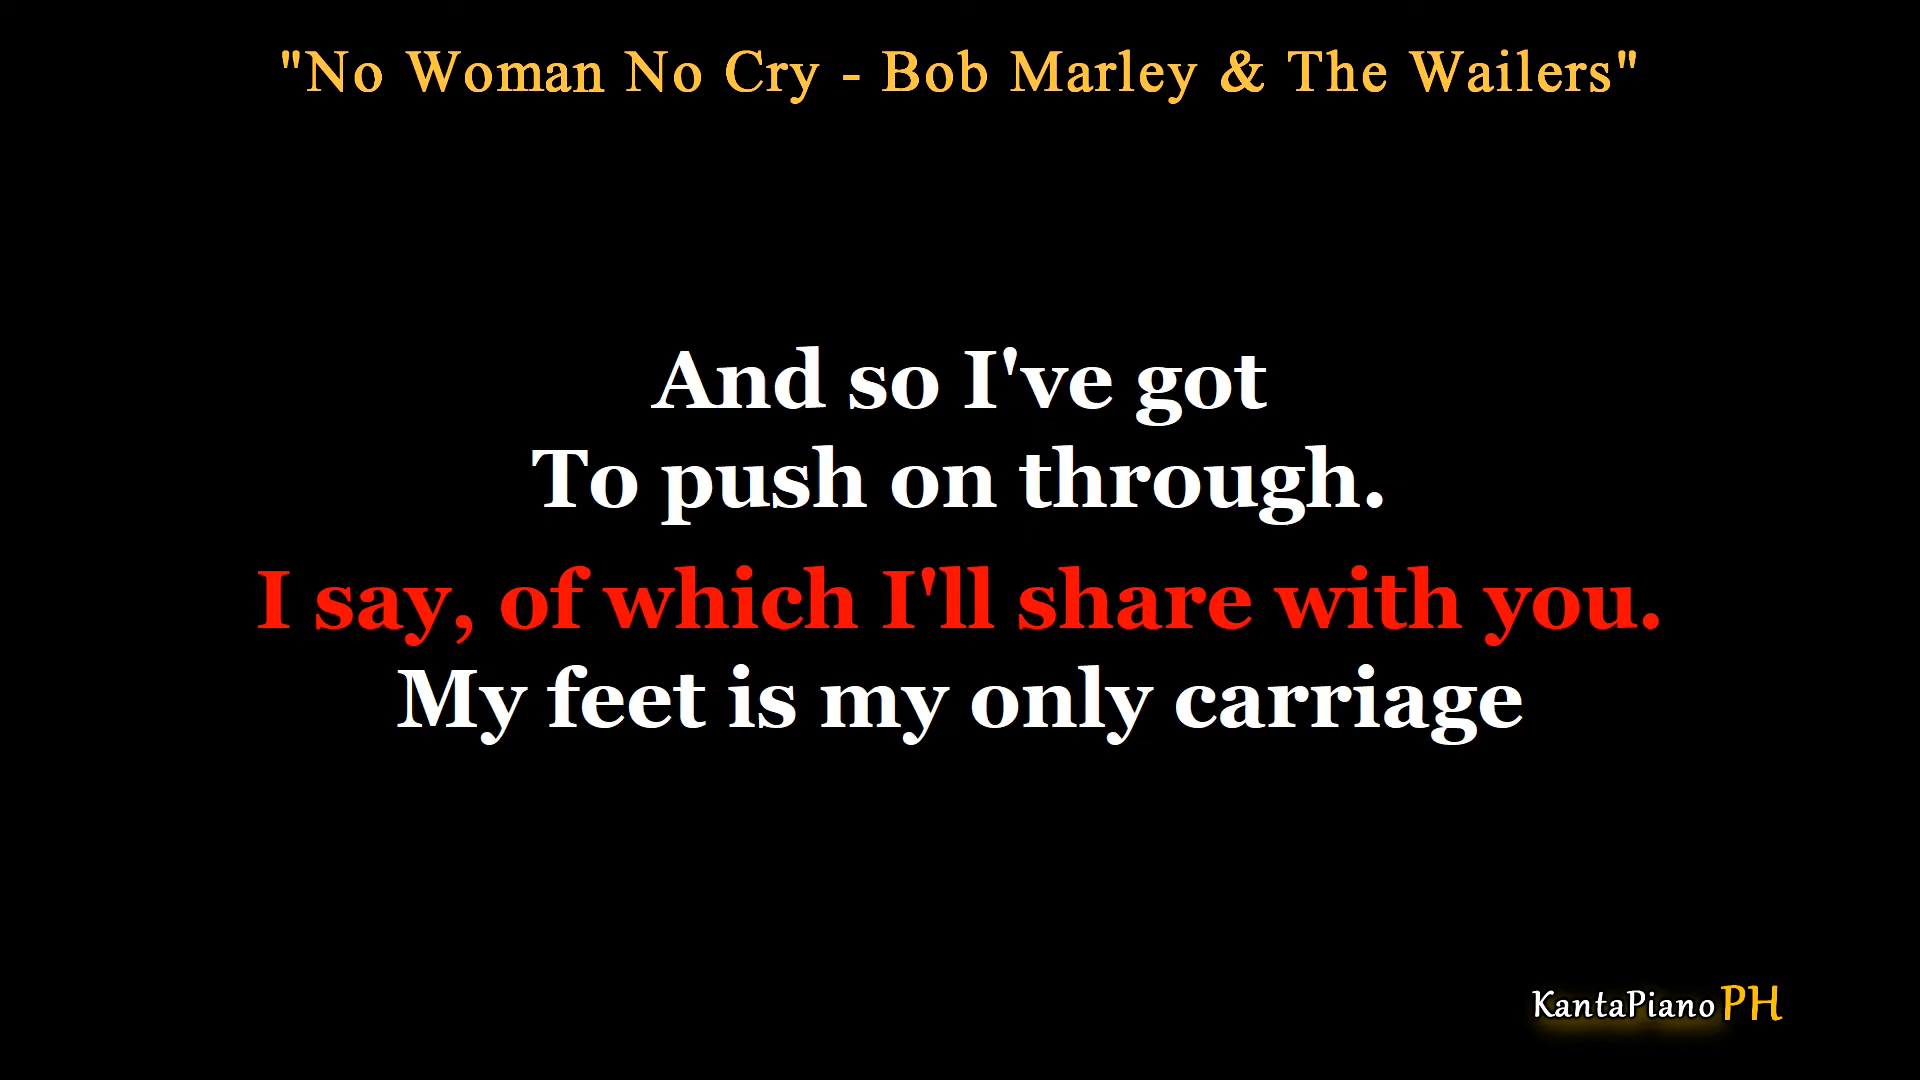 "No Woman No Cry - Bob Marley & The Wailers"
And so I've got
To push on through.
I say, of which I'll share with you.
My feet is my only carriage
KantaPiano PH